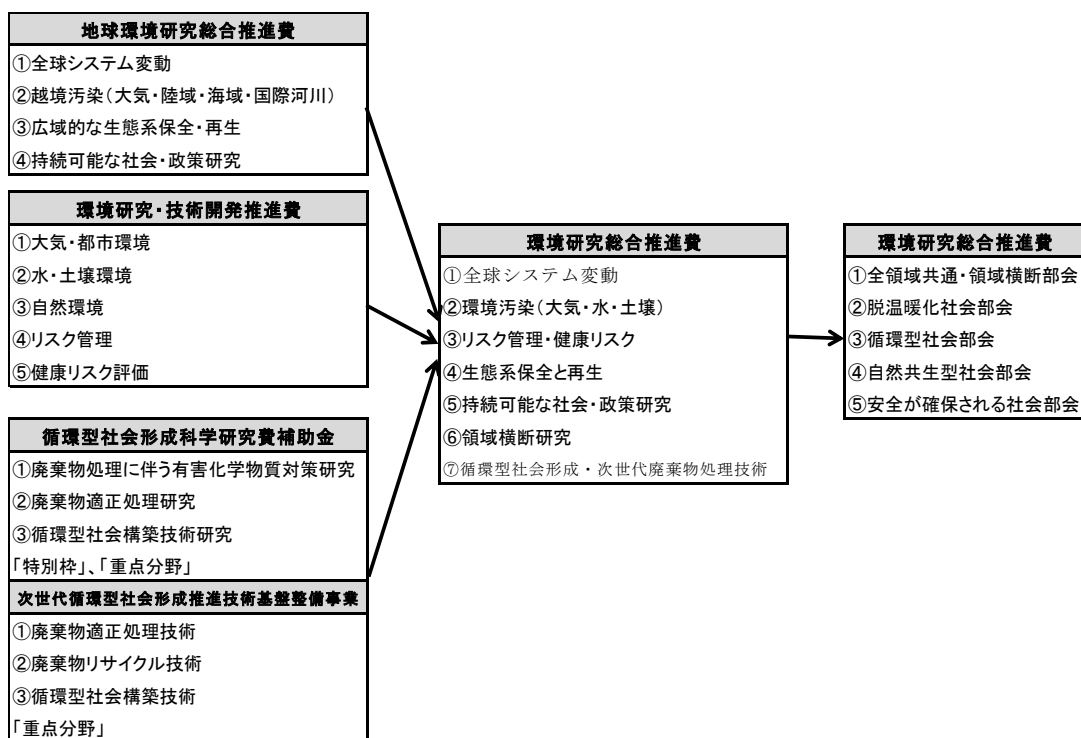 地球環境研究総合推進費
①全球システム変動
②越境汚染(大気・陸域・海域・国際河川)
③広域的な生態系保全・再生
④持続可能な社会・政策研究
環境研究・技術開発推進費
①大気・都市環境
②水・土壌環境
③自然環境
④リスク管理
⑤健康リスク評価
循環型社会形成科学研究費補助金
①廃棄物処理に伴う有害化学物質対策研究
②廃棄物適正処理研究
③循環型社会構築技術研究
「特別枠」、「重点分野」
次世代循環型社会形成推進技術基盤整備事業
①廃棄物適正処理技術
②廃棄物リサイクル技術
③循環型社会構築技術
「重点分野」
環境研究総合推進費
①全球システム変動
②環境汚染(大気・水・土壌)
③リスク管理・健康リスク
④生態系保全と再生
⑤持続可能な社会・政策研究
⑥領域横断研究
⑦循環型社会形成・次世代廃棄物処理技術
環境研究総合推進費
①全領域共通・領域横断部会
②脱温暖化社会部会
③循環型社会部会
④自然共生型社会部会
⑤安全が確保される社会部会